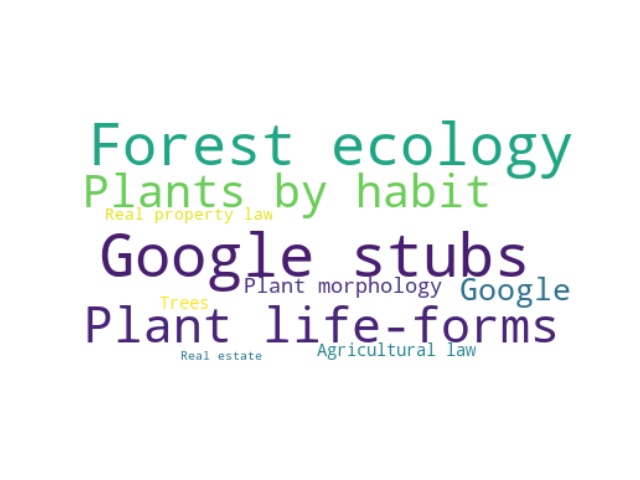 Forest ecology
Plants by habit
Real property law
Google stubs
Plant morphology
Google
Trees
Plant life-forms
Agricultural law
Real estate